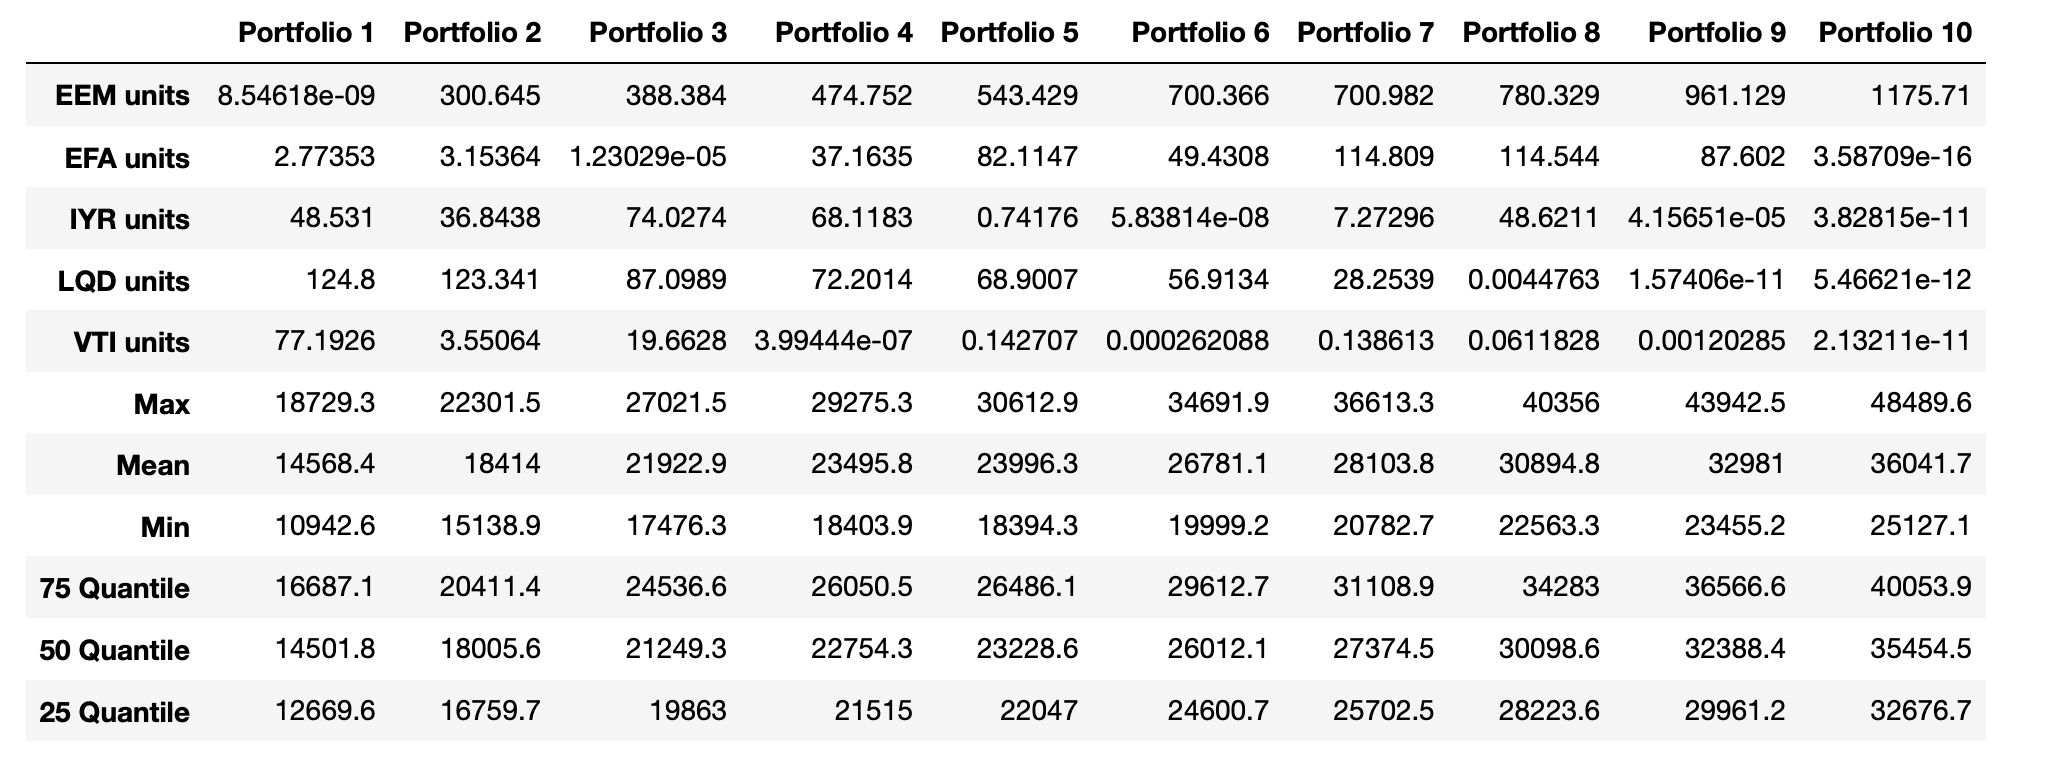 Portfolio 1 Portfolio 2 Portfolio 3 Portfolio 4 Portfolio 5 Portfolio 6 Portfolio 7 Portfolio 8 Portfolio 9 Portfolio 10
EEM units 8.54618e-09 300.645 388.384 474.752 543.429 700.366 700.982 780.329 961.129 1175.71
EFA units 2.77353 3.15364 1.23029e-05 37.1635 82.1147 49.4308 114.809 114.544 87.602 3.58709e-16
IYR units 48.531 36.8438 74.0274 68.1183 0.74176 5.83814e-08 7.27296 48.6211 4.15651e-05 3.82815e-11
LQD units 124.8 123.341 87.0989 72.2014 68.9007 56.9134 28.2539 0.0044763 1.57406e-11 5.46621e-12
VTI units 77.1926 3.55064 19.6628 3.99444e-07 0.142707 0.000262088 0.138613 0.0611828 0.00120285 2.13211e-11
Max 18729.3 22301.5 27021.5 29275.3 30612.9 34691.9 36613.3 40356 43942.5 48489.6
Mean 14568.4 18414 21922.9 23495.8 23996.3 26781.1 28103.8 30894.8 32981 36041.7
Min 10942.6 15138.9 17476.3 18403.9 18394.3 19999.2 20782.7 22563.3 23455.2 25127.1
75 Quantile 16687.1 20411.4 24536.6 26050.5 26486.1 29612.7 31108.9 34283 36566.6 40053.9
50 Quantile 14501.8 18005.6 21249.3 22754.3 23228.6 26012.1 27374.5 30098.6 32388.4 35454.5
25 Quantile 12669.6 16759.7 19863 21515 22047 24600.7 25702.5 28223.6 29961.2 32676.7